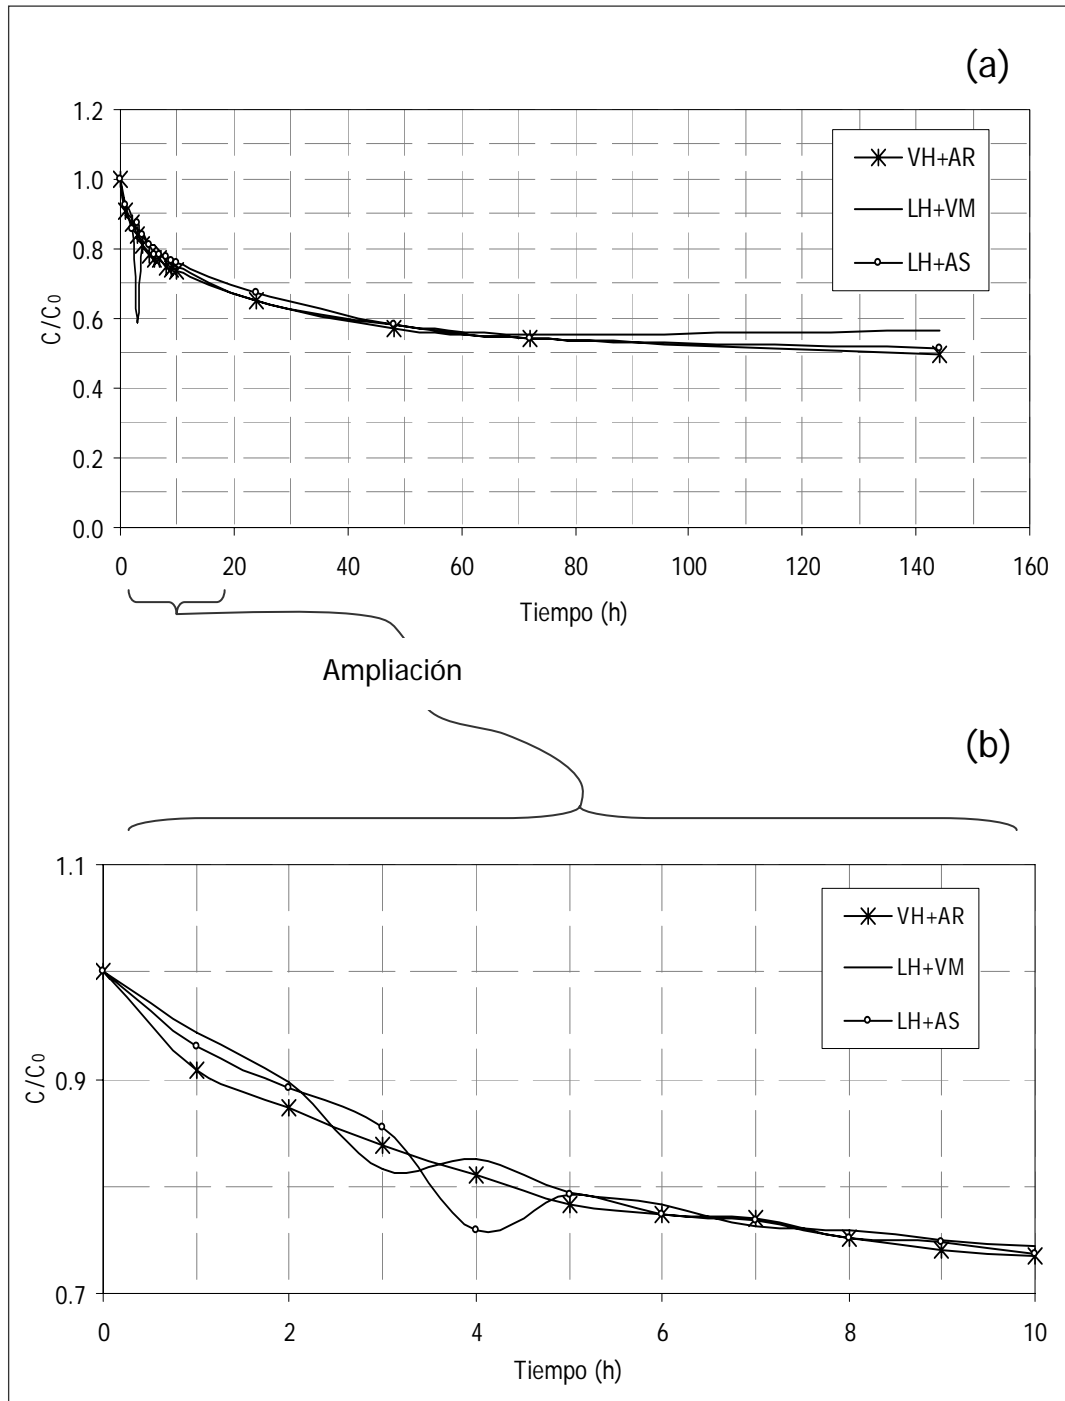 (a)
1.2
1.0
0.8
0.6
0.4
0.2
0.0
C/C0
VH+AR
LH+VM
LH+AS
0 20 40 60 80 100 120 140 160
Tiempo (h)
Ampliación
(b)
1.1
0.9
0.7
C/C0
VH+AR
LH+VM
LH+AS
0 2 4 6 8 10
Tiempo (h)